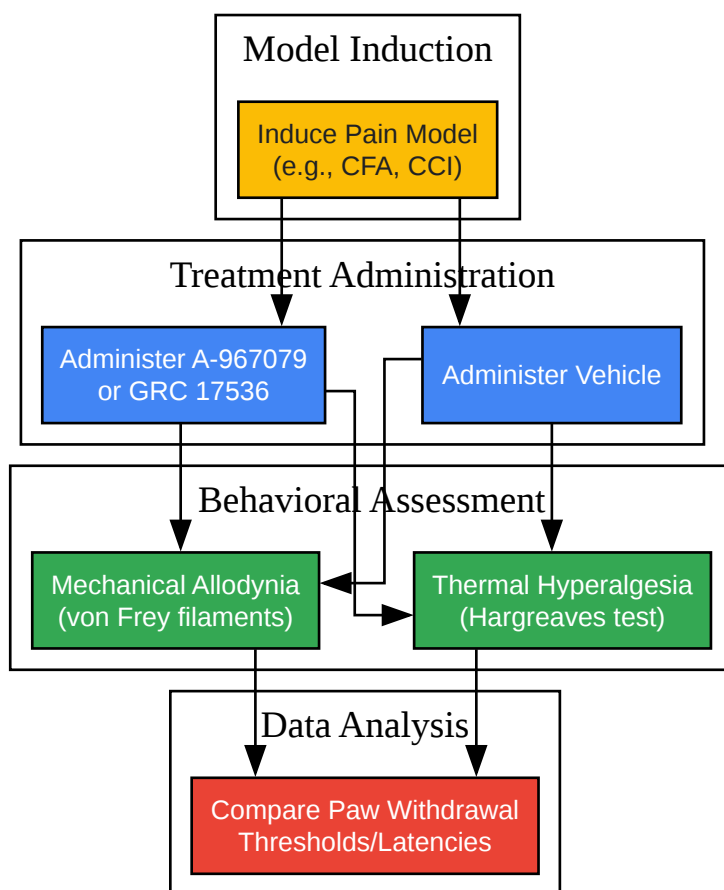 Model Induction
Induce Pain Model
(e.g., CFA, CCI)
Treatment Administration
Administer A-967079
or GRC 17536
Administer Vehicle
Behavioral Assessment
Mechanical Allodynia
(von Frey filaments)
Thermal Hyperalgesia
(Hargreaves test)
Data Analysis
Compare Paw Withdrawal
Thresholds/Latencies